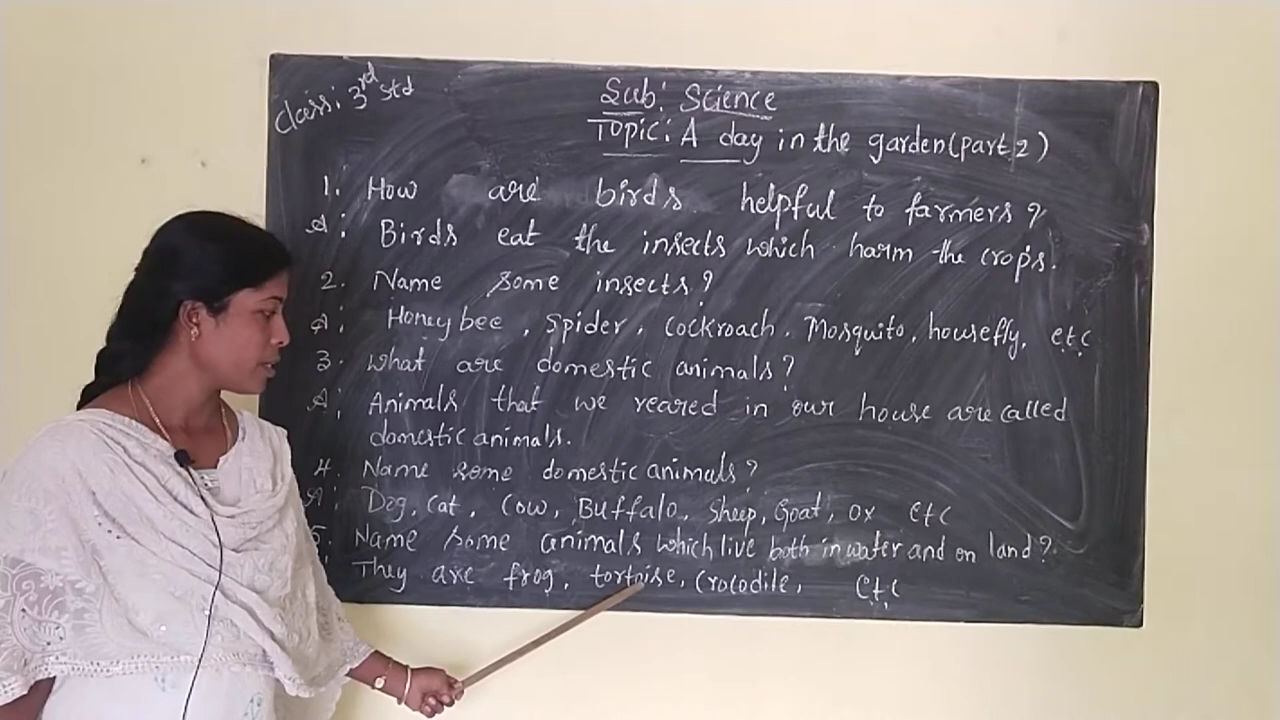 Class: 3rd Std
Sub: Science
Topic: A day in the garden (part 2)
1. How are birds helpful to farmers?
A: Birds eat the insects which harm the crops.
2. Name some insects?
A: Honeybee, Spider, Cockroach, Mosquito, housefly, etc
3. What are domestic animals?
A: Animals that we reared in our house are called
domestic animals.
4. Name some domestic animals?
A: Dog, Cat, Cow, Buffalo, Sheep, Goat, Ox etc
5. Name some animals which live both in water and on land?
They are frog, tortoise, Crocodile, etc